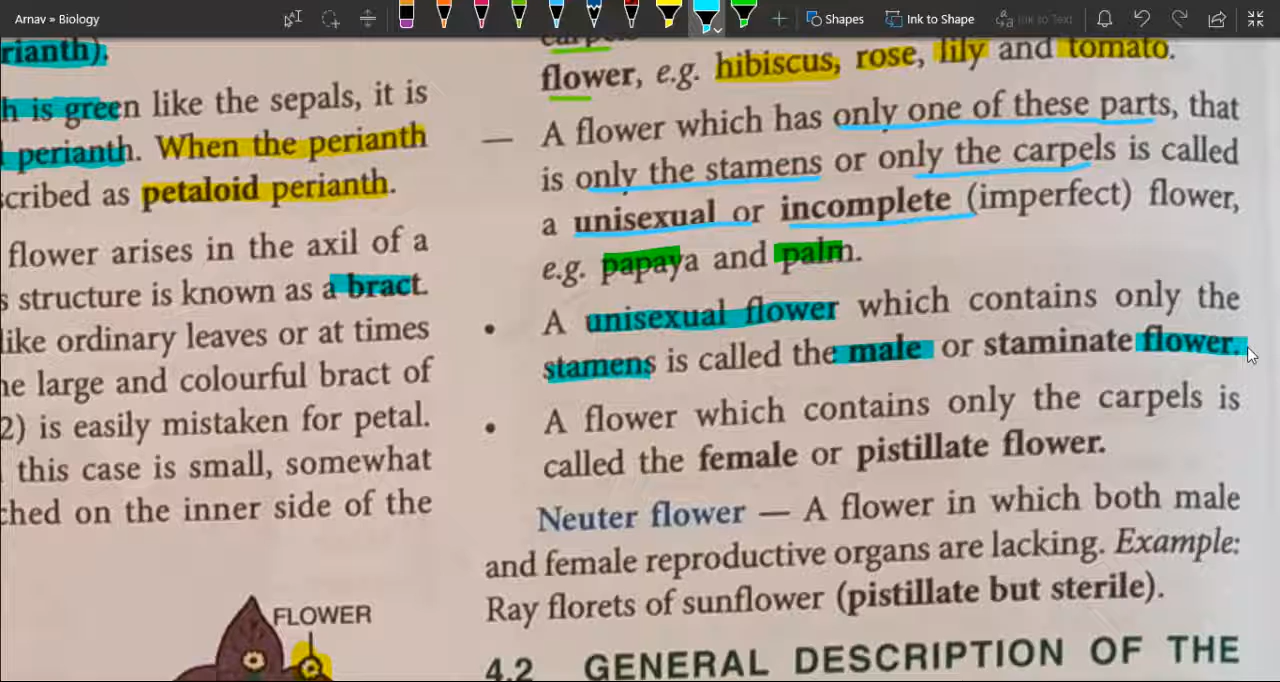 Arnav » Biology
Shapes
Ink to Shape
Ink to Text
rianth).
h is green like the sepals, it is
perianth. When the perianth
scribed as petaloid perianth.
flower arises in the axil of a
s structure is known as a bract.
like ordinary leaves or at times
ne large and colourful bract of
2) is easily mistaken for petal.
this case is small, somewhat
ched on the inner side of the
FLOWER
carpels
flower, e.g. hibiscus, rose, lily and tomato.
— A flower which has only one of these parts, that
is only the stamens or only the carpels is called
a unisexual or incomplete (imperfect) flower,
e.g. papaya and palm.
• A unisexual flower which contains only the
stamens is called the male or staminate flower.
• A flower which contains only the carpels is
called the female or pistillate flower.
Neuter flower — A flower in which both male
and female reproductive organs are lacking. Example:
Ray florets of sunflower (pistillate but sterile).
4.2 GENERAL DESCRIPTION OF THE